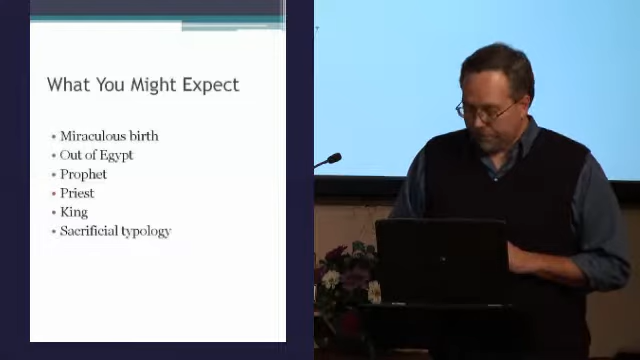 What You Might Expect
• Miraculous birth
• Out of Egypt
• Prophet
• Priest
• King
• Sacrificial typology